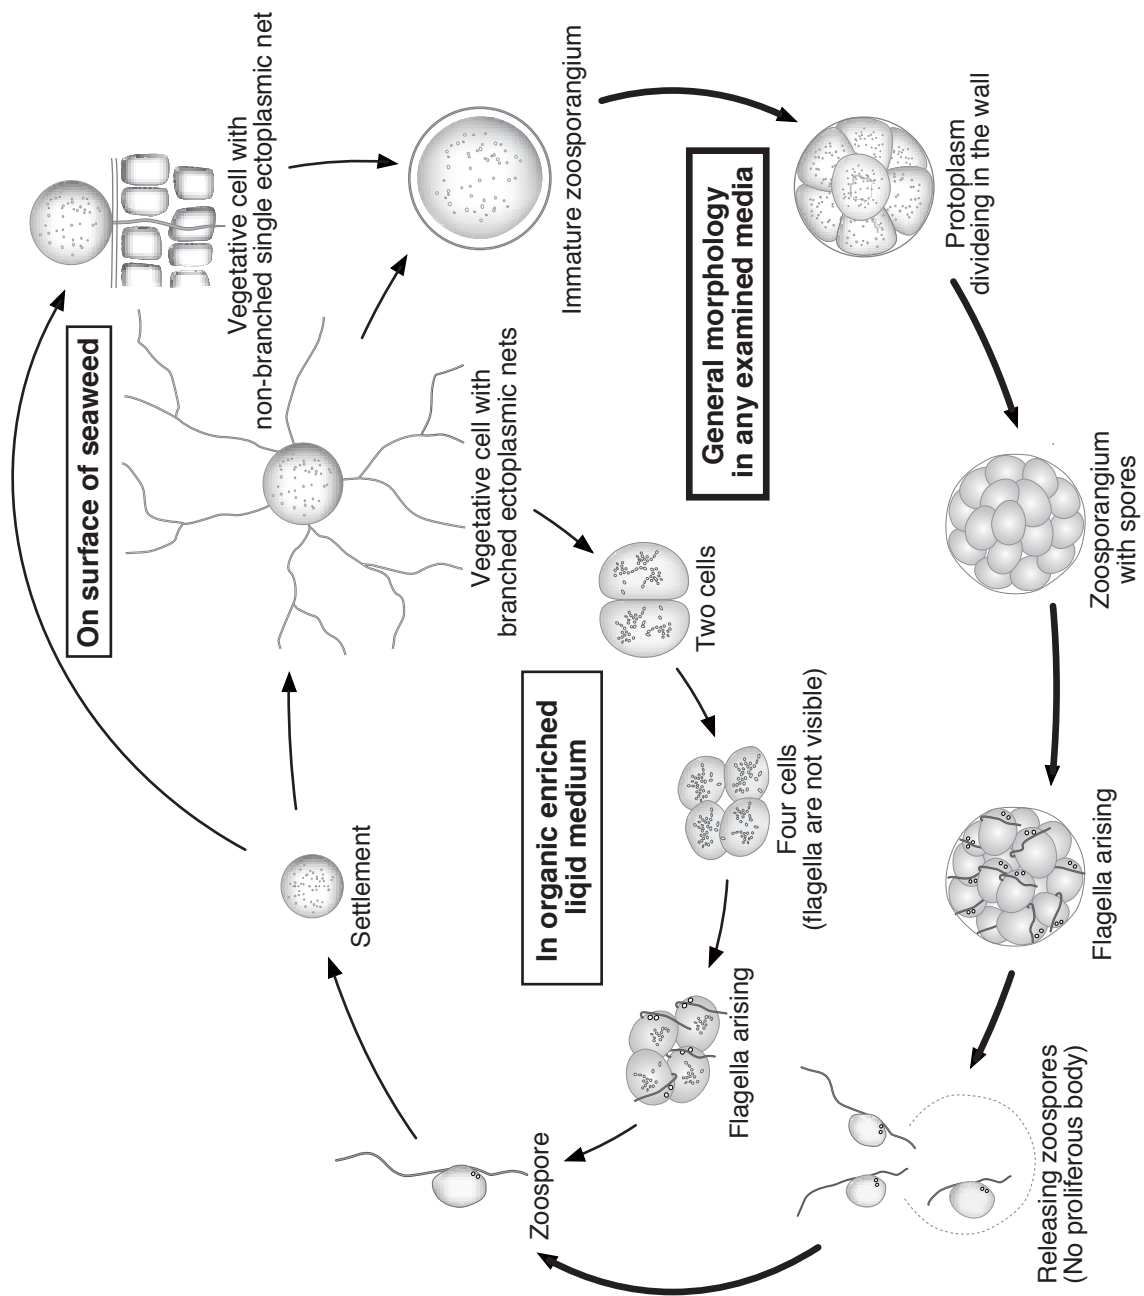 On surface of seaweed
Vegetative cell with
non-branched single ectoplasmic net
Vegetative cell with
branched ectoplasmic nets
Immature zoosporangium
General morphology
in any examined media
Protoplasm
divideing in the wall
Zoosporangium
with spores
Flagella arising
Releasing zoospores
(No proliferous body)
Zoospore
Settlement
In organic enriched
liqid medium
Two cells
Four cells
(flagella are not visible)
Flagella arising